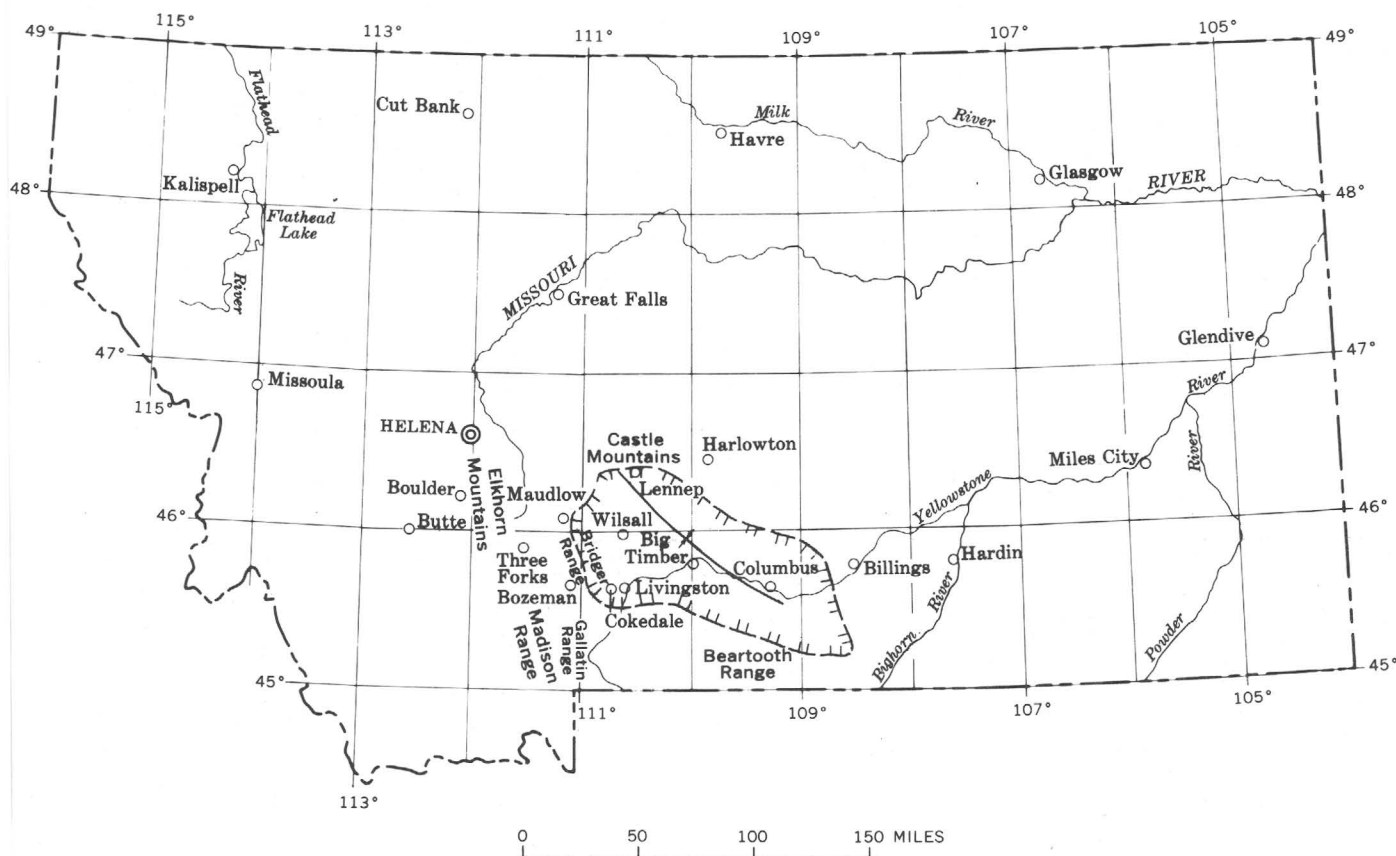 115°
113°
111°
109°
107°
105°
49°
49°
Flathead
Cut Bank
Milk
River
Havre
Glasgow
RIVER
Kalispell
48°
48°
Flathead
Lake
River
MISSOURI
Great Falls
Glendive
47°
47°
Missoula
115°
River
HELENA
Castle
Mountains
Harlowton
Miles City
River
Elkhorn
Mountains
Lennep
Boulder
Maudlow
Yellowstone
46°
46°
Butte
Wilsall
Big
Timber
Bridger
Range
Three
Forks
Columbus
Billings
Hardin
Bozeman
Livingston
Cokedale
River
Bighorn
Madison
Range
Gallatin
Range
Beartooth
Range
Powder
45°
45°
111°
109°
107°
105°
113°
0 50 100 150 MILES